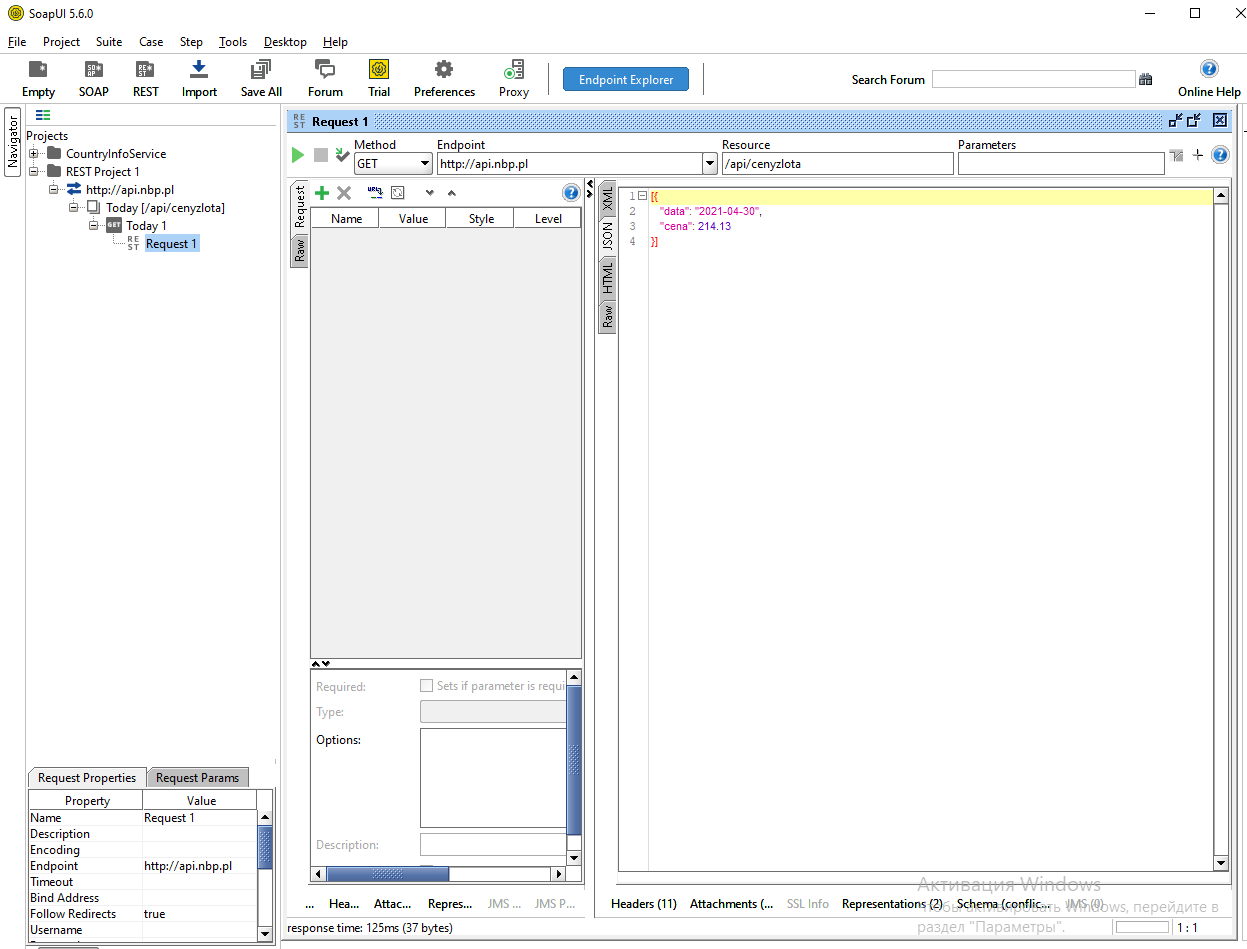 SoapUI 5.6.0
File Project Suite Case Step Tools Desktop Help
Empty SOAP REST Import Save All Forum Trial Preferences Proxy Endpoint Explorer Search Forum Online Help
Navigator
Projects
CountryInfoService
REST Project 1
http://api.nbp.pl
Today [/api/cenyzlota]
GET Today 1
REST Request 1
REST Request 1
Method Endpoint Resource Parameters
GET http://api.nbp.pl /api/cenyzlota
Request
Raw
Name Value Style Level
Required: Sets if parameter is requi
Type:
Options:
Description:
... Hea... Attac... Repres... JMS ... JMS P...
XML
JSON
HTML
Raw
1 [{
2 "data": "2021-04-30",
3 "cena": 214.13
4 }]
Headers (11) Attachments (... SSL Info Representations (2) Schema (conflic... JMS (0)
response time: 125ms (37 bytes)
1 : 1
Request Properties Request Params
Property Value
Name Request 1
Description
Encoding
Endpoint http://api.nbp.pl
Timeout
Bind Address
Follow Redirects true
Username
Активация Windows
Чтобы активировать Windows, перейдите в
раздел "Параметры".